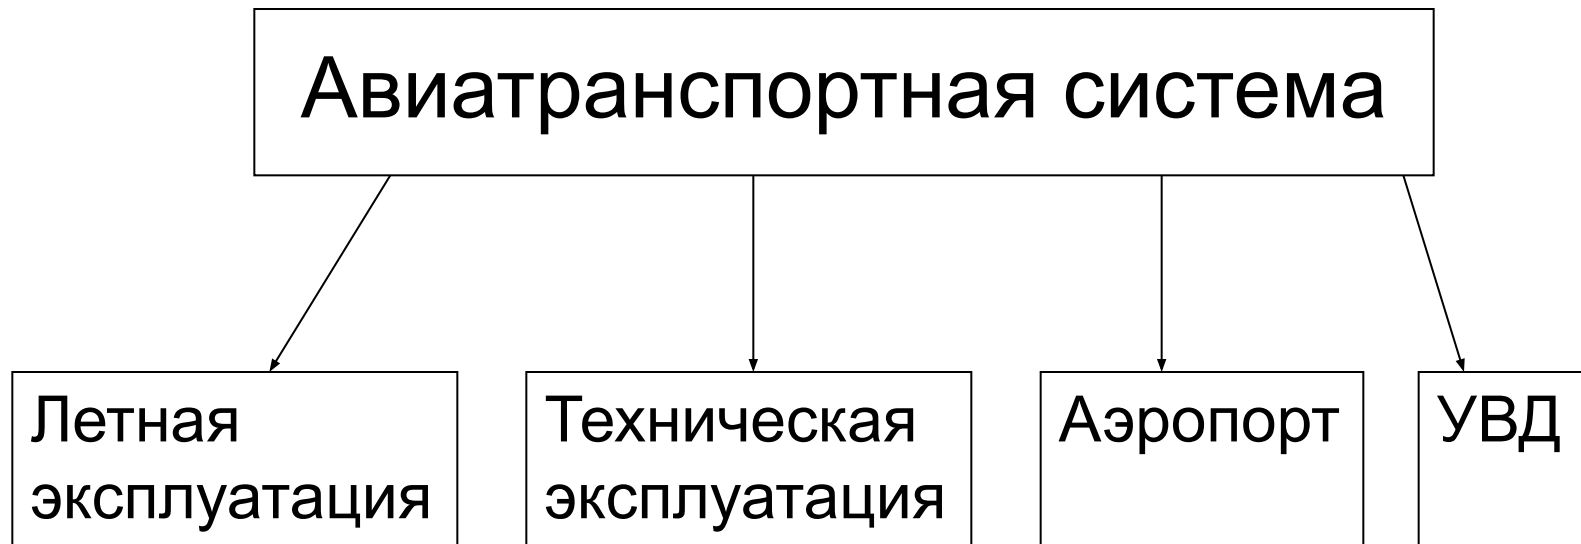 Авиатранспортная система
Летная
эксплуатация
Техническая
эксплуатация
Аэропорт
УВД